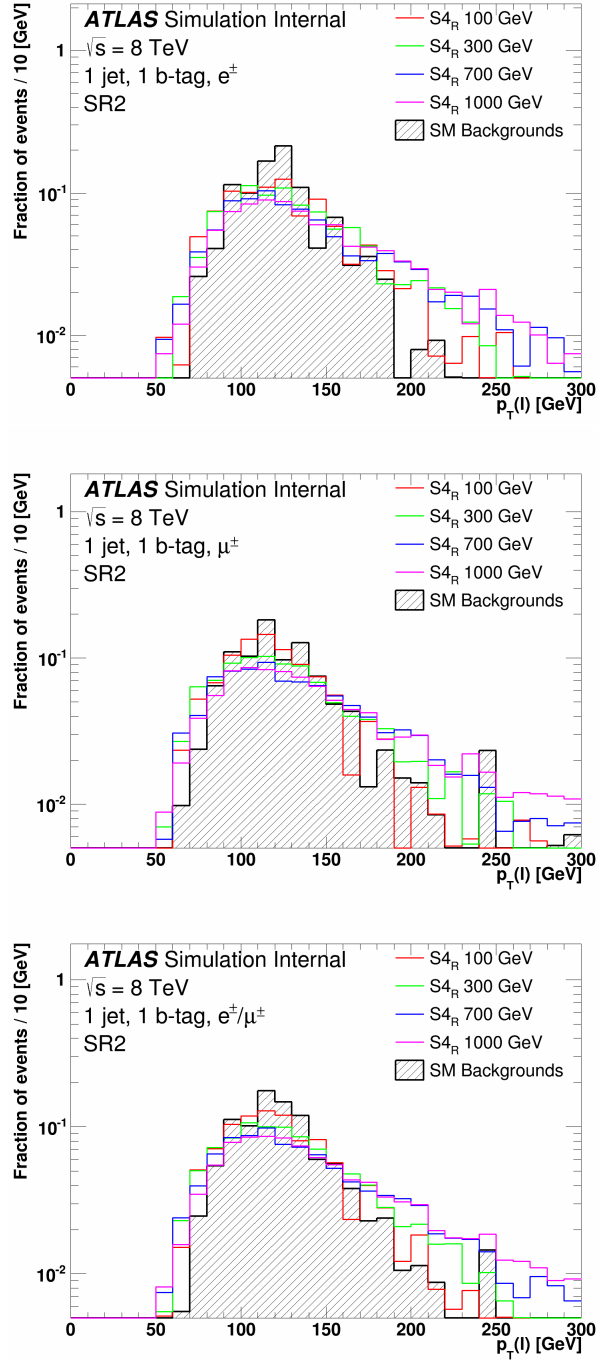 ATLAS Simulation Internal
√s = 8 TeV
1 jet, 1 b-tag, e±
SR2
S4R 100 GeV
S4R 300 GeV
S4R 700 GeV
S4R 1000 GeV
SM Backgrounds
Fraction of events / 10 [GeV]
1
10-1
10-2
0 50 100 150 200 250 300
pT(l) [GeV]
ATLAS Simulation Internal
√s = 8 TeV
1 jet, 1 b-tag, μ±
SR2
S4R 100 GeV
S4R 300 GeV
S4R 700 GeV
S4R 1000 GeV
SM Backgrounds
Fraction of events / 10 [GeV]
1
10-1
10-2
0 50 100 150 200 250 300
pT(l) [GeV]
ATLAS Simulation Internal
√s = 8 TeV
1 jet, 1 b-tag, e±/μ±
SR2
S4R 100 GeV
S4R 300 GeV
S4R 700 GeV
S4R 1000 GeV
SM Backgrounds
Fraction of events / 10 [GeV]
1
10-1
10-2
0 50 100 150 200 250 300
pT(l) [GeV]